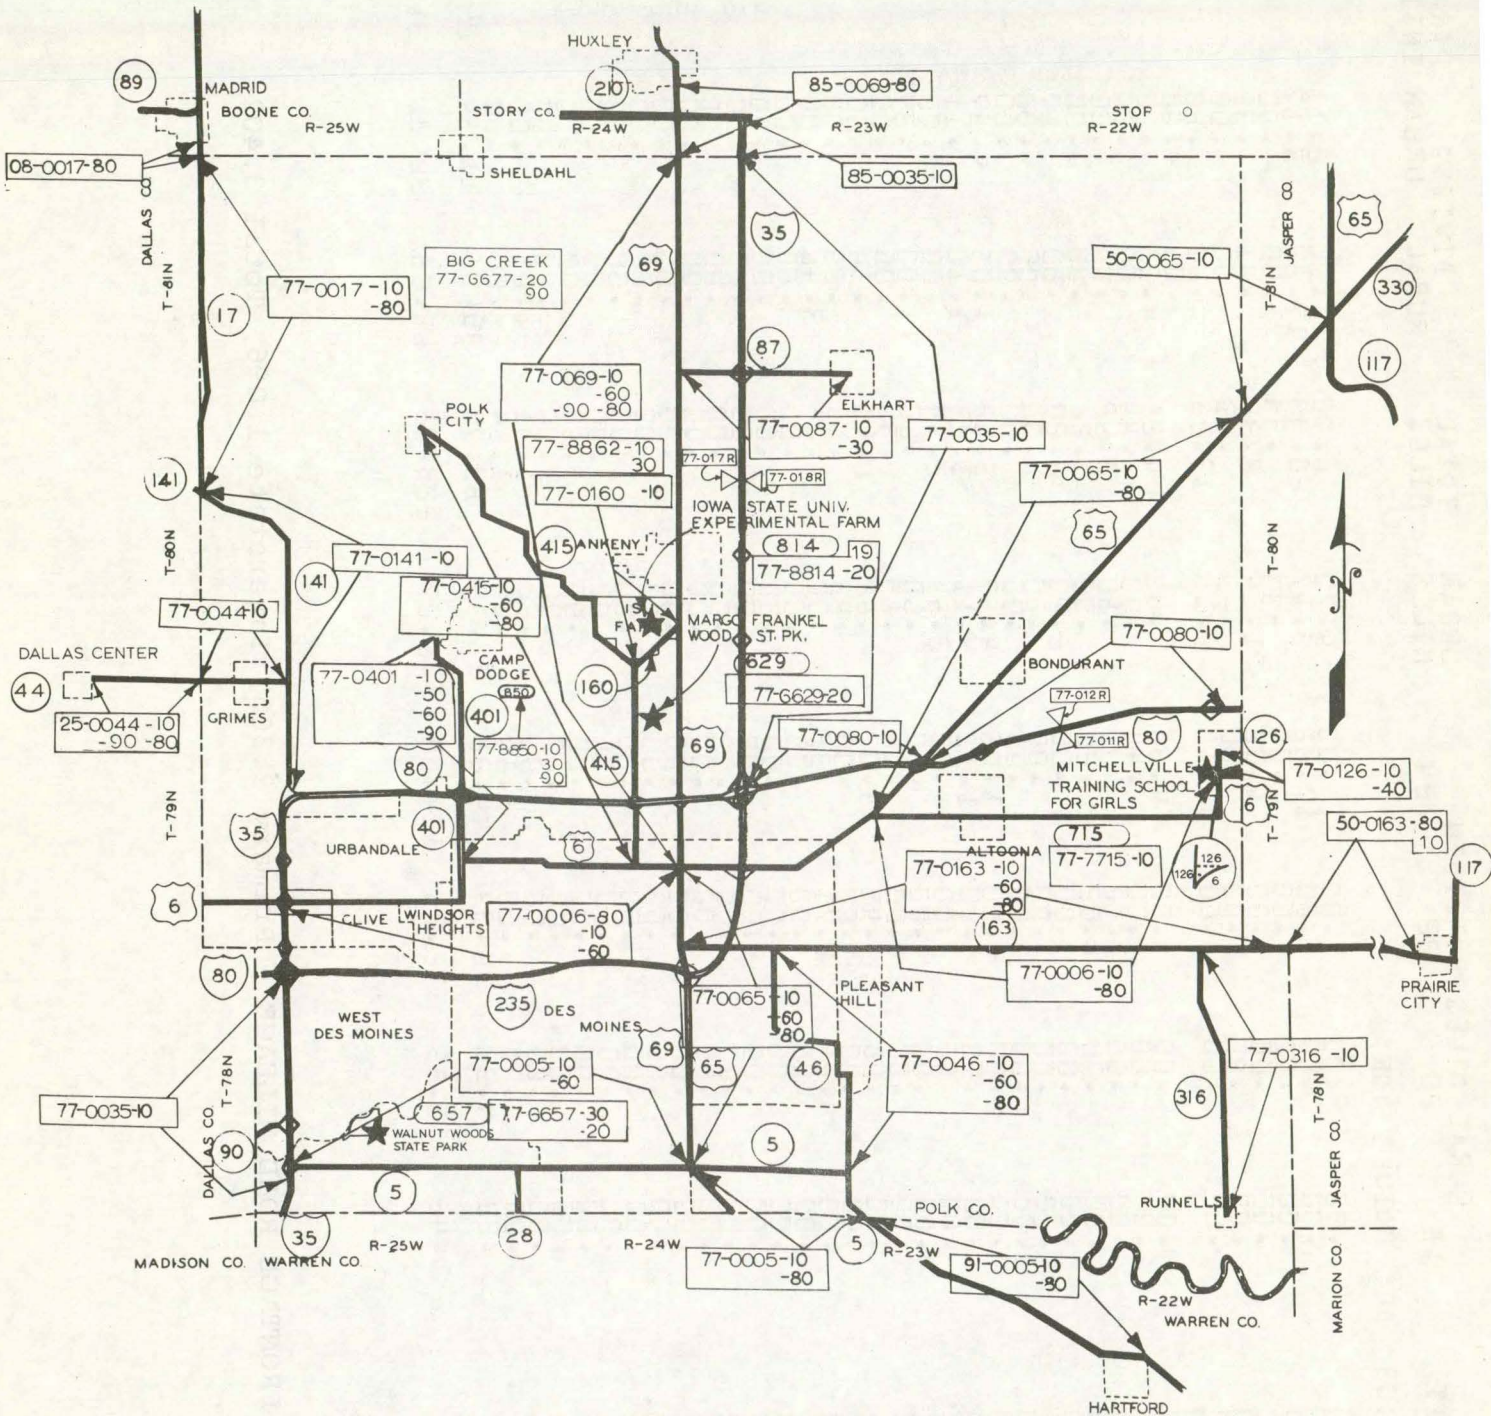 HUXLEY
89
MADRID
BOONE CO.
R-25W
STORY CO.
210
R-24W
85-0069-80
R-23W
STOR O
R-22W
08-0017-80
SHELDAHL
85-0035-10
DALLAS CO.
T-81N
JASPER CO.
65
35
69
BIG CREEK
77-6677-20
90
50-0065-10
T-81N
330
77-0017-10
-80
17
87
117
77-0069-10
-60
-90 -80
ELKHART
POLK
CITY
77-0087-10
-30
77-0035-10
77-8862-10
30
77-017R
77-018R
77-0065-10
-80
141
77-0160 -10
IOWA STATE UNIV.
EXPERIMENTAL FARM
65
T-80N
415
ANKENY
814
19
77-8814-20
T-80N
77-0141-10
141
77-0415-10
-60
-80
77-0044-10
MARGO FRANKEL
WOOD ST. PK.
77-0080-10
DALLAS CENTER
44
CAMP
DODGE
850
160
629
BONDURANT
77-0401 -10
-50
-60
-90
401
77-6629-20
77-012R
GRIMES
25-0044-10
-90 -80
77-8850-10
30
90
415
69
77-0080-10
77-011R
80
126
80
MITCHELLVILLE
TRAINING SCHOOL
FOR GIRLS
77-0126-10
-40
6
T-79N
35
401
URBANDALE
6
715
T-79N
50-0163-80
10
ALTOONA
77-7715-10
126
126
6
77-0163-10
-60
-80
117
6
CLIVE
WINDSOR
HEIGHTS
77-0006-80
-10
-60
163
77-0006-10
-80
80
235
DES
MOINES
PLEASANT
HILL
PRAIRIE
CITY
WEST
DES MOINES
77-0065-10
-60
-80
69
65
46
77-0046-10
-60
-80
77-0316 -10
T-78N
77-0005-10
-60
77-0035-10
316
T-78N
657
77-6657-30
-20
WALNUT WOODS
STATE PARK
90
DALLAS CO.
5
5
JASPER CO.
RUNNELLS
35
28
POLK CO.
5
MADISON CO.
WARREN CO.
R-25W
R-24W
R-23W
77-0005-10
-80
91-0005-10
-80
R-22W
WARREN CO.
MARION CO.
HARTFORD